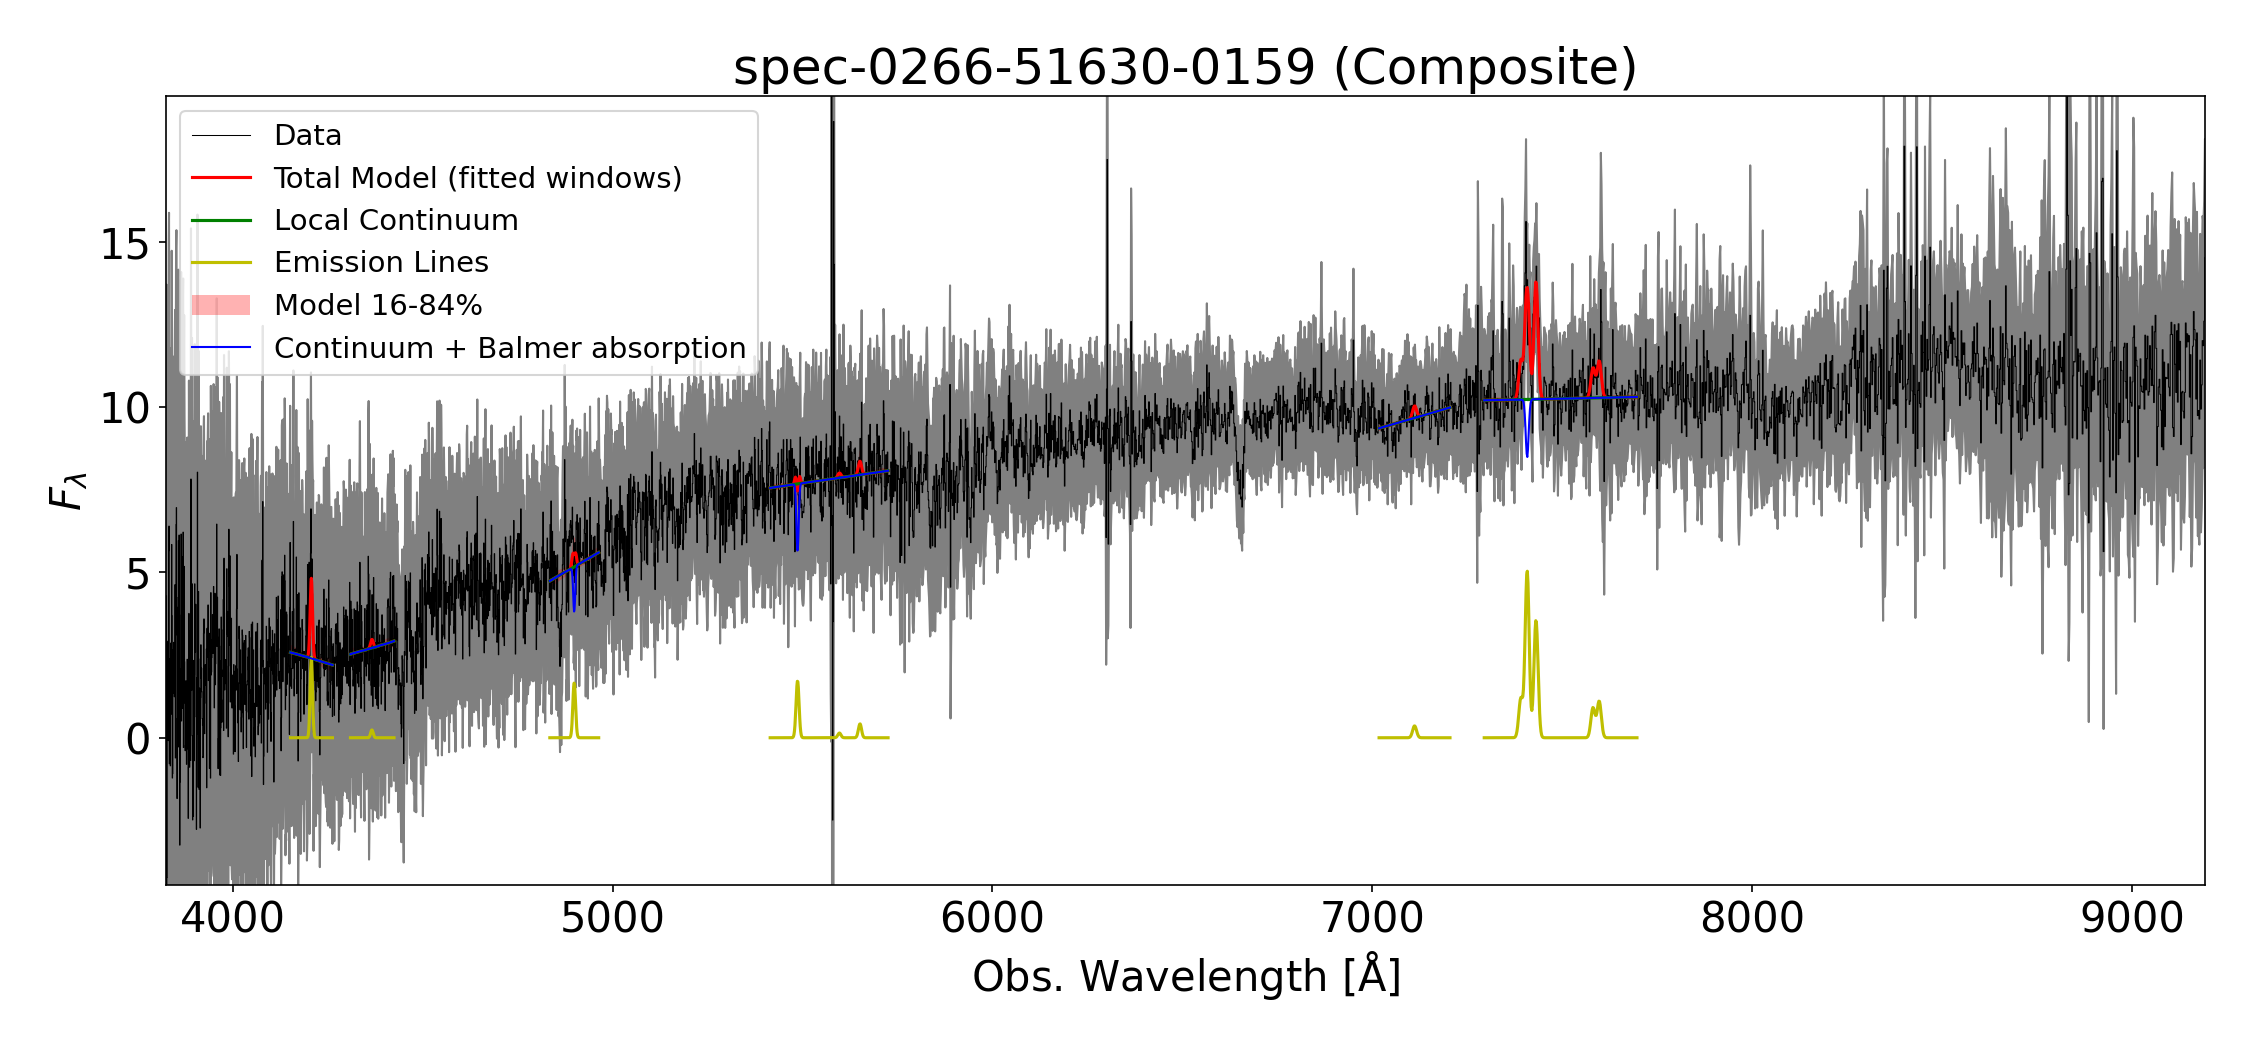 spec-0266-51630-0159 (Composite)
Data
Total Model (fitted windows)
Local Continuum
Emission Lines
Model 16-84%
Continuum + Balmer absorption
15
10
5
0
F_λ
4000 5000 6000 7000 8000 9000
Obs. Wavelength [Å]